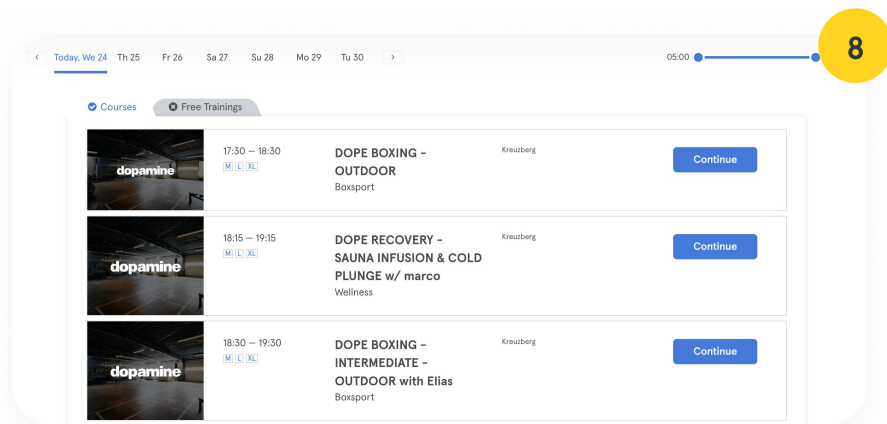 Today, We 24 Th 25 Fr 26 Sa 27 Su 28 Mo 29 Tu 30 05:00
8
Courses Free Trainings
dopamine
17:30 — 18:30
M L XL
DOPE BOXING -
OUTDOOR
Boxsport
Kreuzberg
Continue
dopamine
18:15 — 19:15
M L XL
DOPE RECOVERY -
SAUNA INFUSION & COLD
PLUNGE w/ marco
Wellness
Kreuzberg
Continue
dopamine
18:30 — 19:30
M L XL
DOPE BOXING -
INTERMEDIATE -
OUTDOOR with Elias
Boxsport
Kreuzberg
Continue